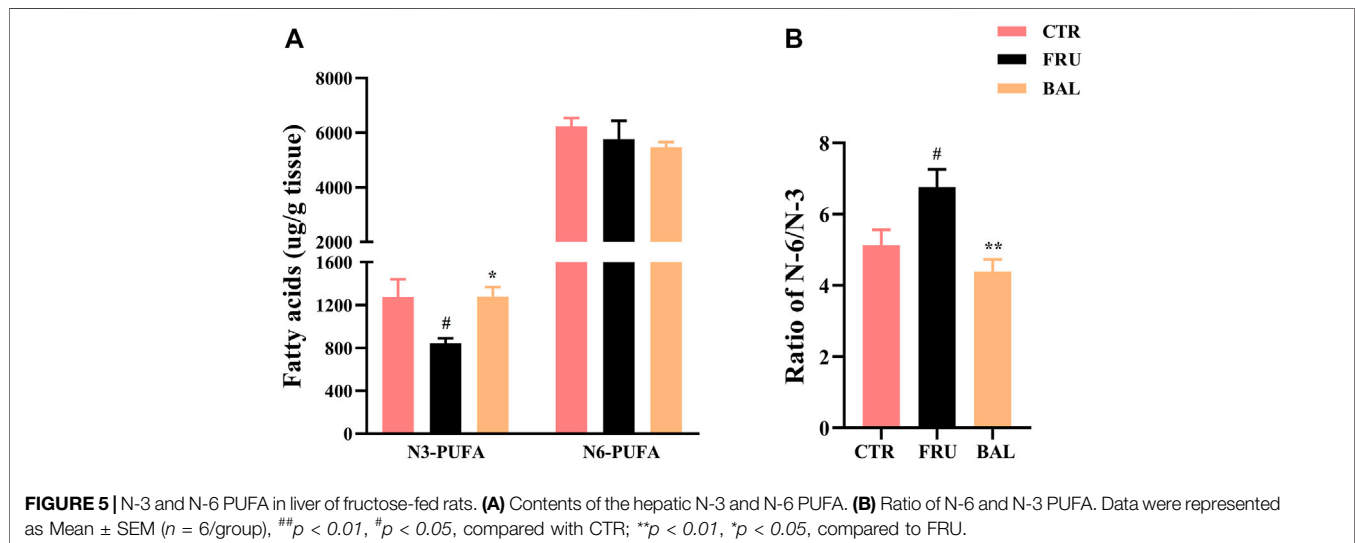 A
B
CTR
FRU
BAL
Fatty acids (ug/g tissue)
8000
6000
4000
2000
1600
1200
800
400
0
#
*
N3-PUFA
N6-PUFA
Ratio of N-6/N-3
8
6
4
2
0
#
**
CTR
FRU
BAL
FIGURE 5 | N-3 and N-6 PUFA in liver of fructose-fed rats. (A) Contents of the hepatic N-3 and N-6 PUFA. (B) Ratio of N-6 and N-3 PUFA. Data were represented
as Mean ± SEM (n = 6/group), ##p < 0.01, #p < 0.05, compared with CTR; **p < 0.01, *p < 0.05, compared to FRU.